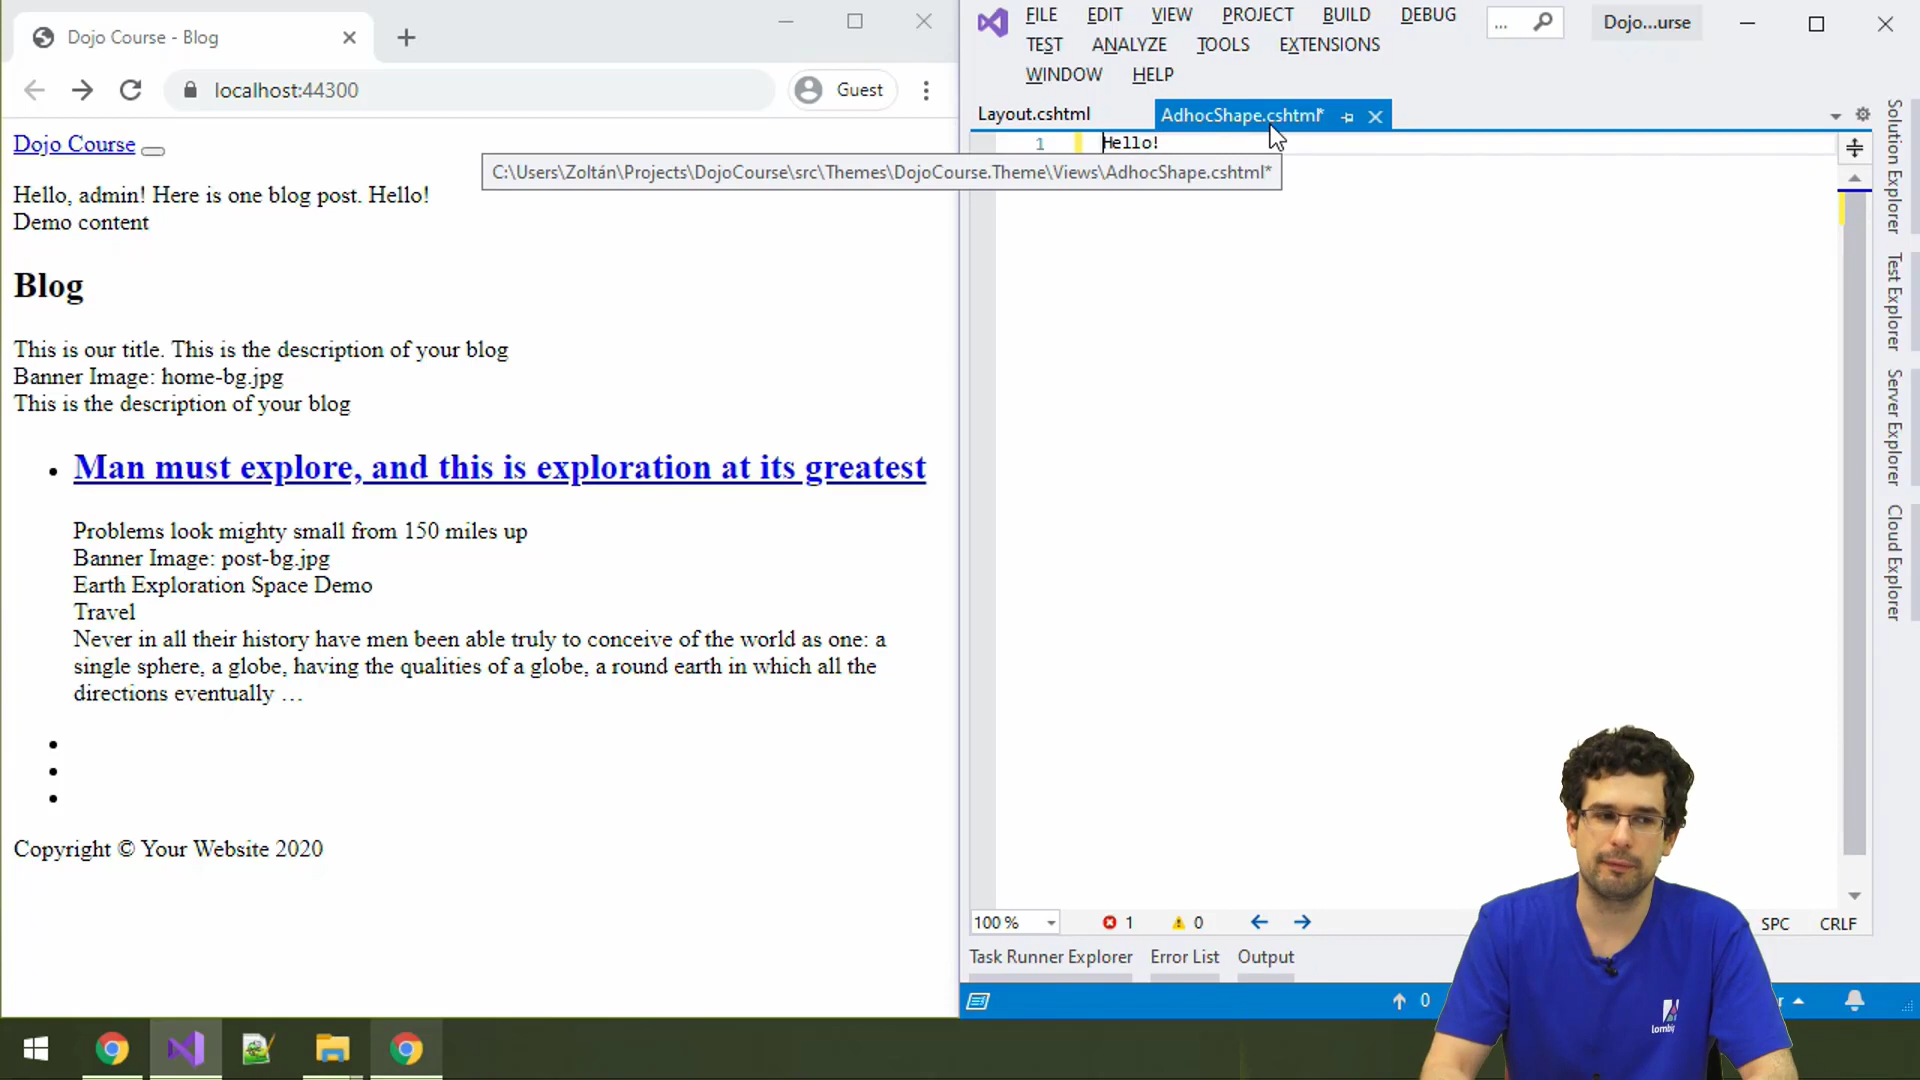 Dojo Course - Blog
localhost:44300
Guest
Dojo Course
Hello, admin! Here is one blog post. Hello!
Demo content
Blog
This is our title. This is the description of your blog
Banner Image: home-bg.jpg
This is the description of your blog
Man must explore, and this is exploration at its greatest
Problems look mighty small from 150 miles up
Banner Image: post-bg.jpg
Earth Exploration Space Demo
Travel
Never in all their history have men been able truly to conceive of the world as one: a
single sphere, a globe, having the qualities of a globe, a round earth in which all the
directions eventually …
Copyright © Your Website 2020
FILE EDIT VIEW PROJECT BUILD DEBUG
... Dojo...urse
TEST ANALYZE TOOLS EXTENSIONS
WINDOW HELP
Layout.cshtml AdhocShape.cshtml*
1 Hello!
C:\Users\Zoltán\Projects\DojoCourse\src\Themes\DojoCourse.Theme\Views\AdhocShape.cshtml*
Solution Explorer
Test Explorer
Server Explorer
Cloud Explorer
100 % 1 0 SPC CRLF
Task Runner Explorer Error List Output
0